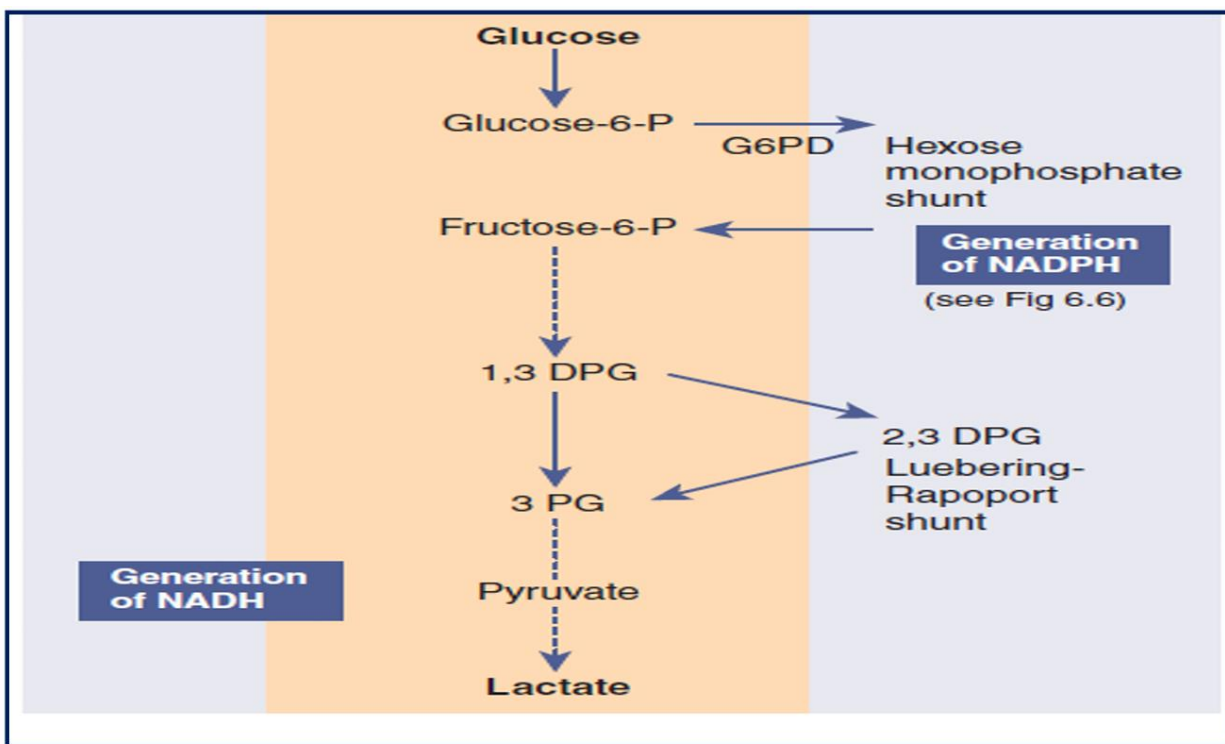 Glucose
Glucose-6-P
G6PD
Hexose
monophosphate
shunt
Fructose-6-P
Generation
of NADPH
(see Fig 6.6)
1,3 DPG
2,3 DPG
Luebering-
Rapoport
shunt
3 PG
Generation
of NADH
Pyruvate
Lactate